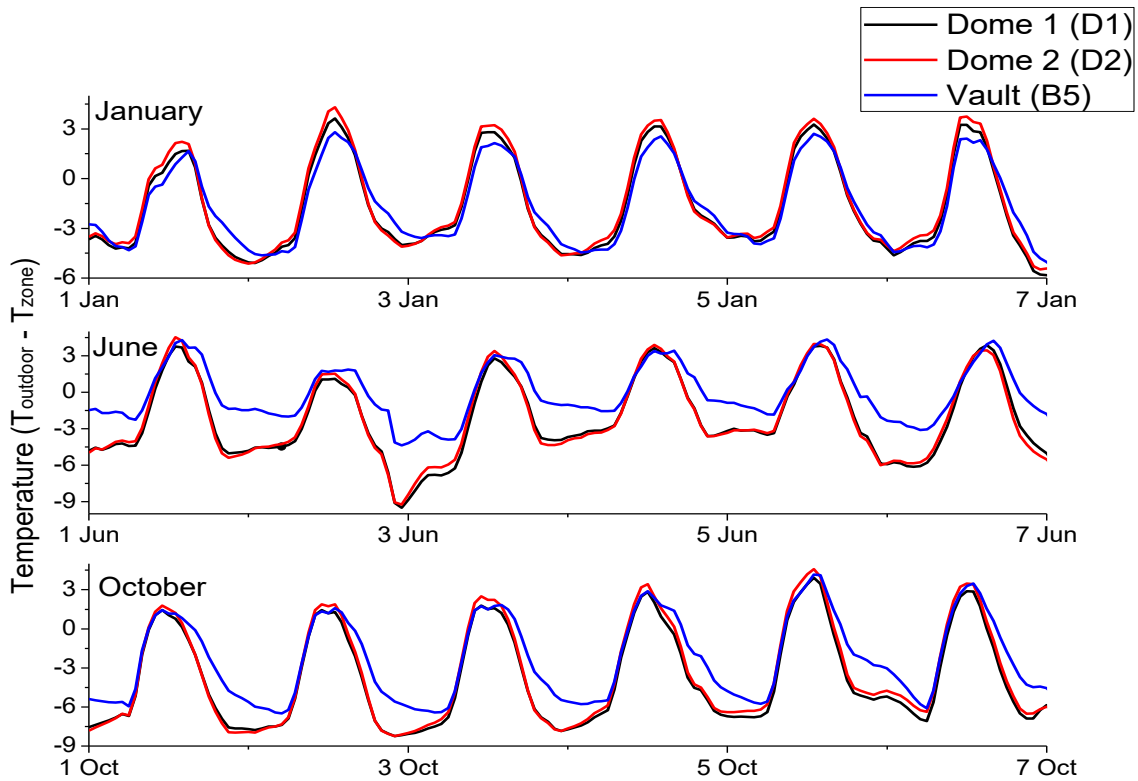 Dome 1 (D1)
Dome 2 (D2)
Vault (B5)
Temperature (Toutdoor - Tzone)
January
3
0
-3
-6
1 Jan
3 Jan
5 Jan
7 Jan
June
3
0
-3
-6
-9
1 Jun
3 Jun
5 Jun
7 Jun
October
3
0
-3
-6
-9
1 Oct
3 Oct
5 Oct
7 Oct